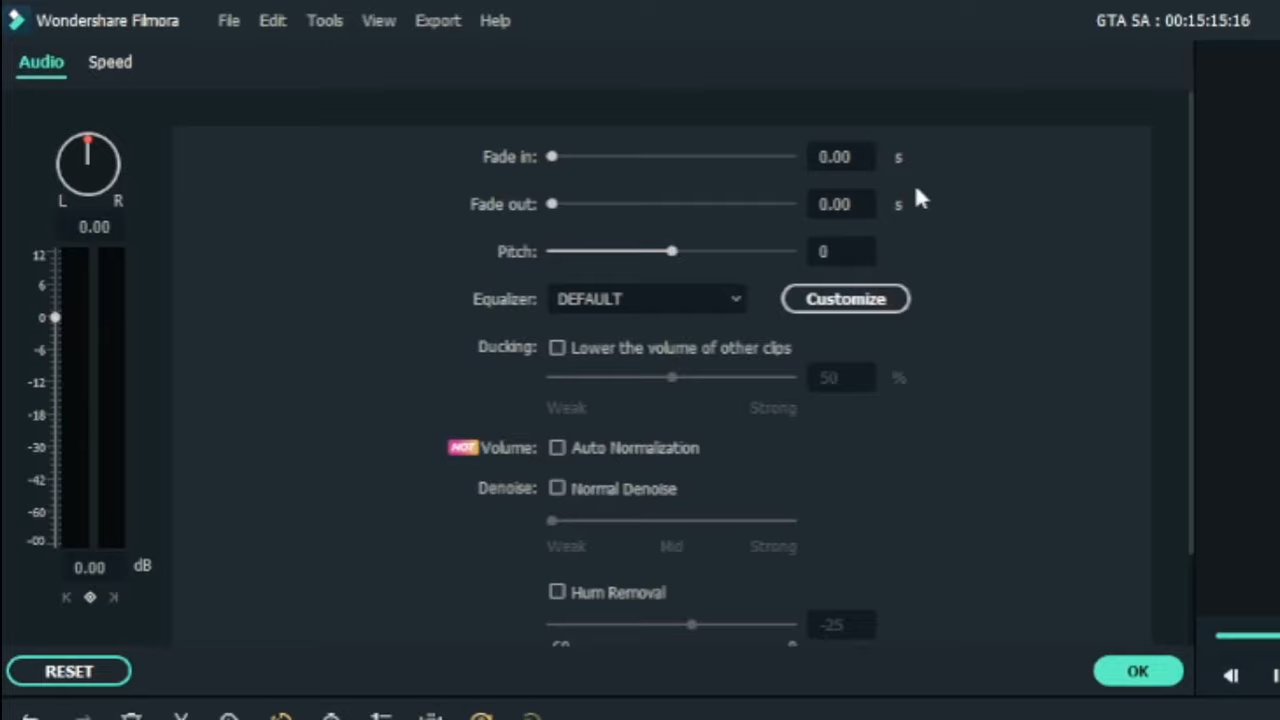 Wondershare Filmora File Edit Tools View Export Help GTA SA : 00:15:15:16
Audio Speed
L R
0.00
12
6
0
-6
-12
-18
-30
-42
-60
-00
0.00 dB
Fade in: 0.00 s
Fade out: 0.00 s
Pitch: 0
Equalizer: DEFAULT Customize
Ducking: Lower the volume of other clips
50 %
Weak Strong
HOT Volume: Auto Normalization
Denoise: Normal Denoise
Weak Mid Strong
Hum Removal
-25
RESET OK